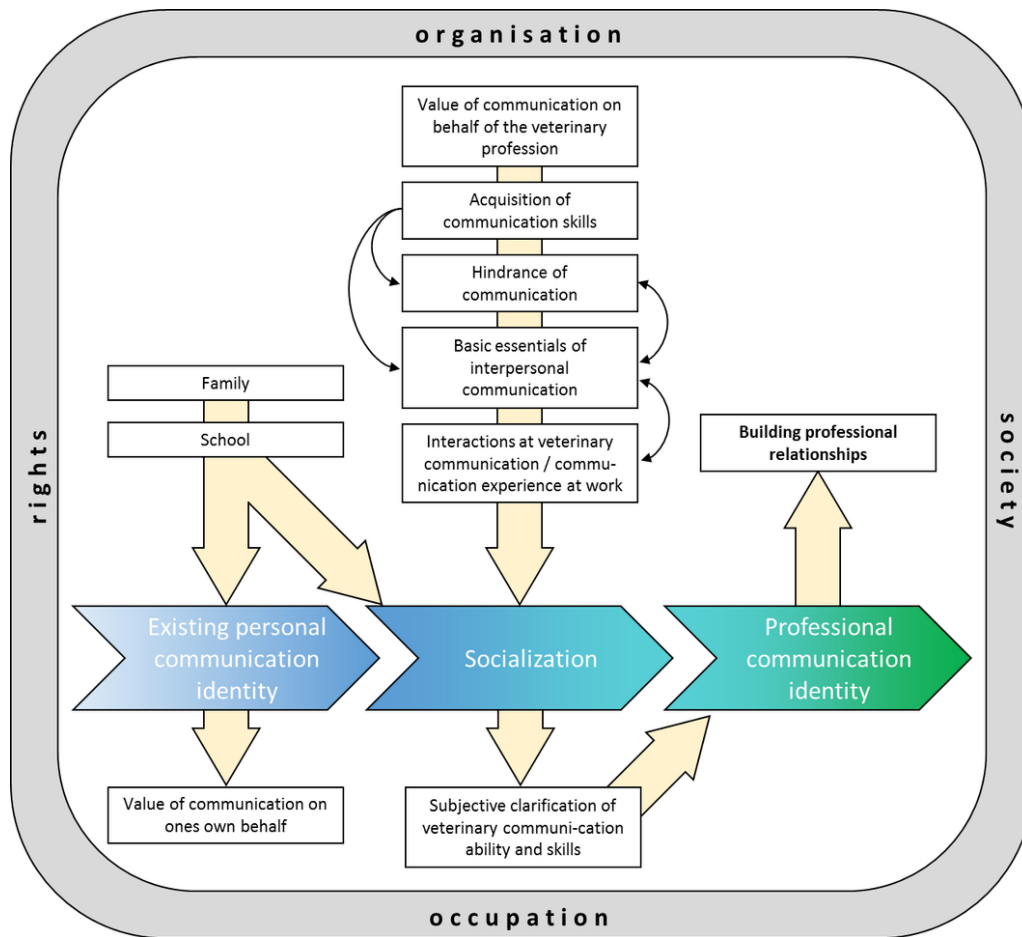 organisation
Value of communication on
behalf of the veterinary
profession
Acquisition of
communication skills
Hindrance of
communication
Basic essentials of
interpersonal
communication
Interactions at veterinary
communication / commu-
nication experience at work
Family
School
Building professional
relationships
rights
society
Existing personal
communication
identity
Socialization
Professional
communication
identity
Value of communication on
ones own behalf
Subjective clarification of
veterinary communi-cation
ability and skills
occupation